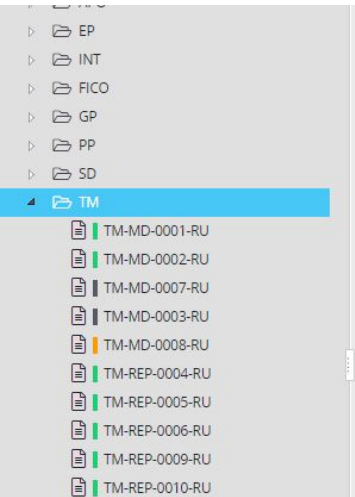 EP
INT
FICO
GP
PP
SD
TM
TM-MD-0001-RU
TM-MD-0002-RU
TM-MD-0007-RU
TM-MD-0003-RU
TM-MD-0008-RU
TM-REP-0004-RU
TM-REP-0005-RU
TM-REP-0006-RU
TM-REP-0009-RU
TM-REP-0010-RU